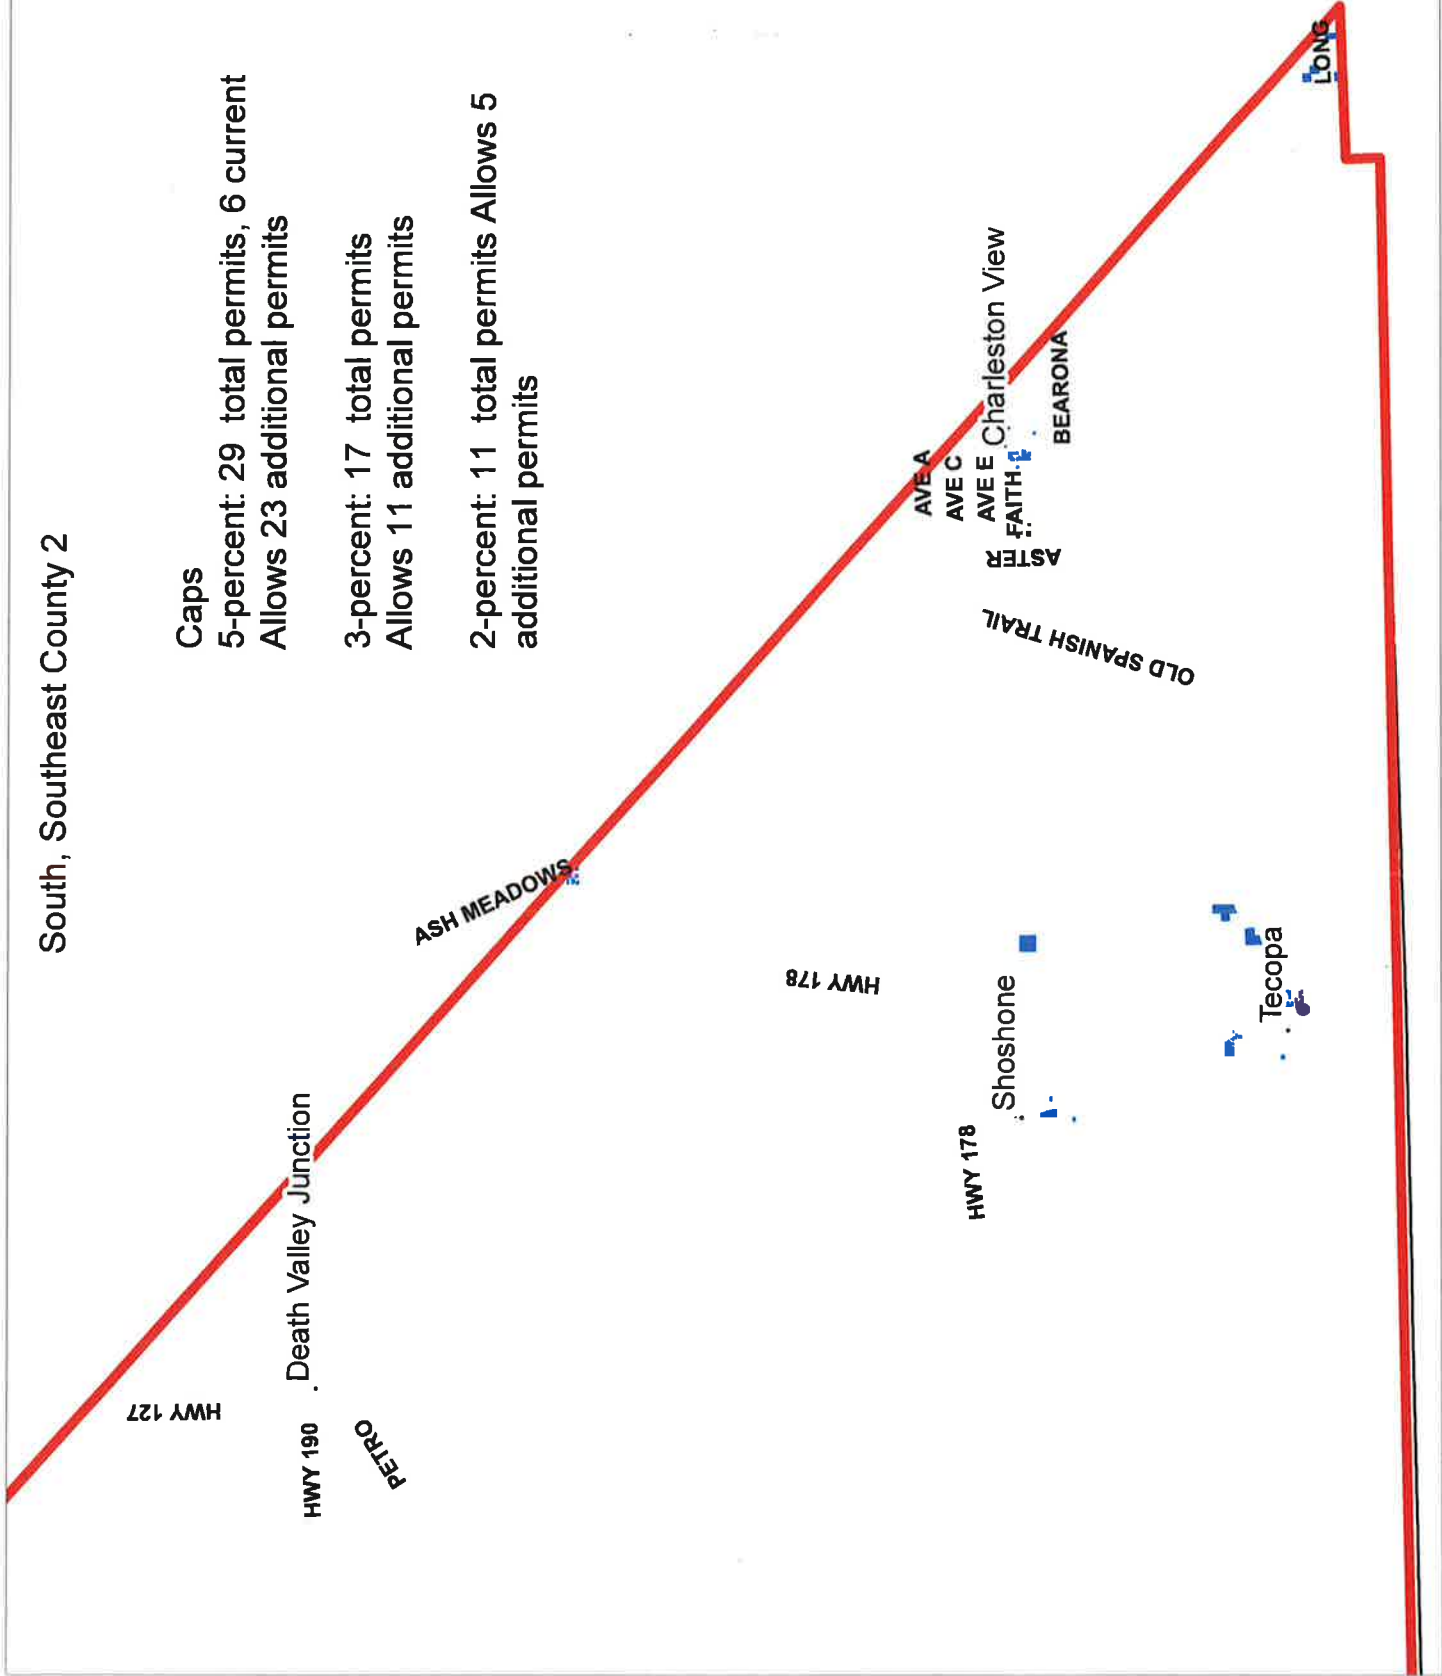 South, Southeast County 2
Caps
5-percent: 29 total permits, 6 current
Allows 23 additional permits
3-percent: 17 total permits
Allows 11 additional permits
2-percent: 11 total permits Allows 5
additional permits
HWY 127
Death Valley Junction
HWY 190
PETRO
ASH MEADOWS
HWY 178
HWY 178
Shoshone
Tecopa
AVE A
AVE C
AVE E
FAITH
ASTER
Charleston View
BEARONA
OLD SPANISH TRAIL
LONG